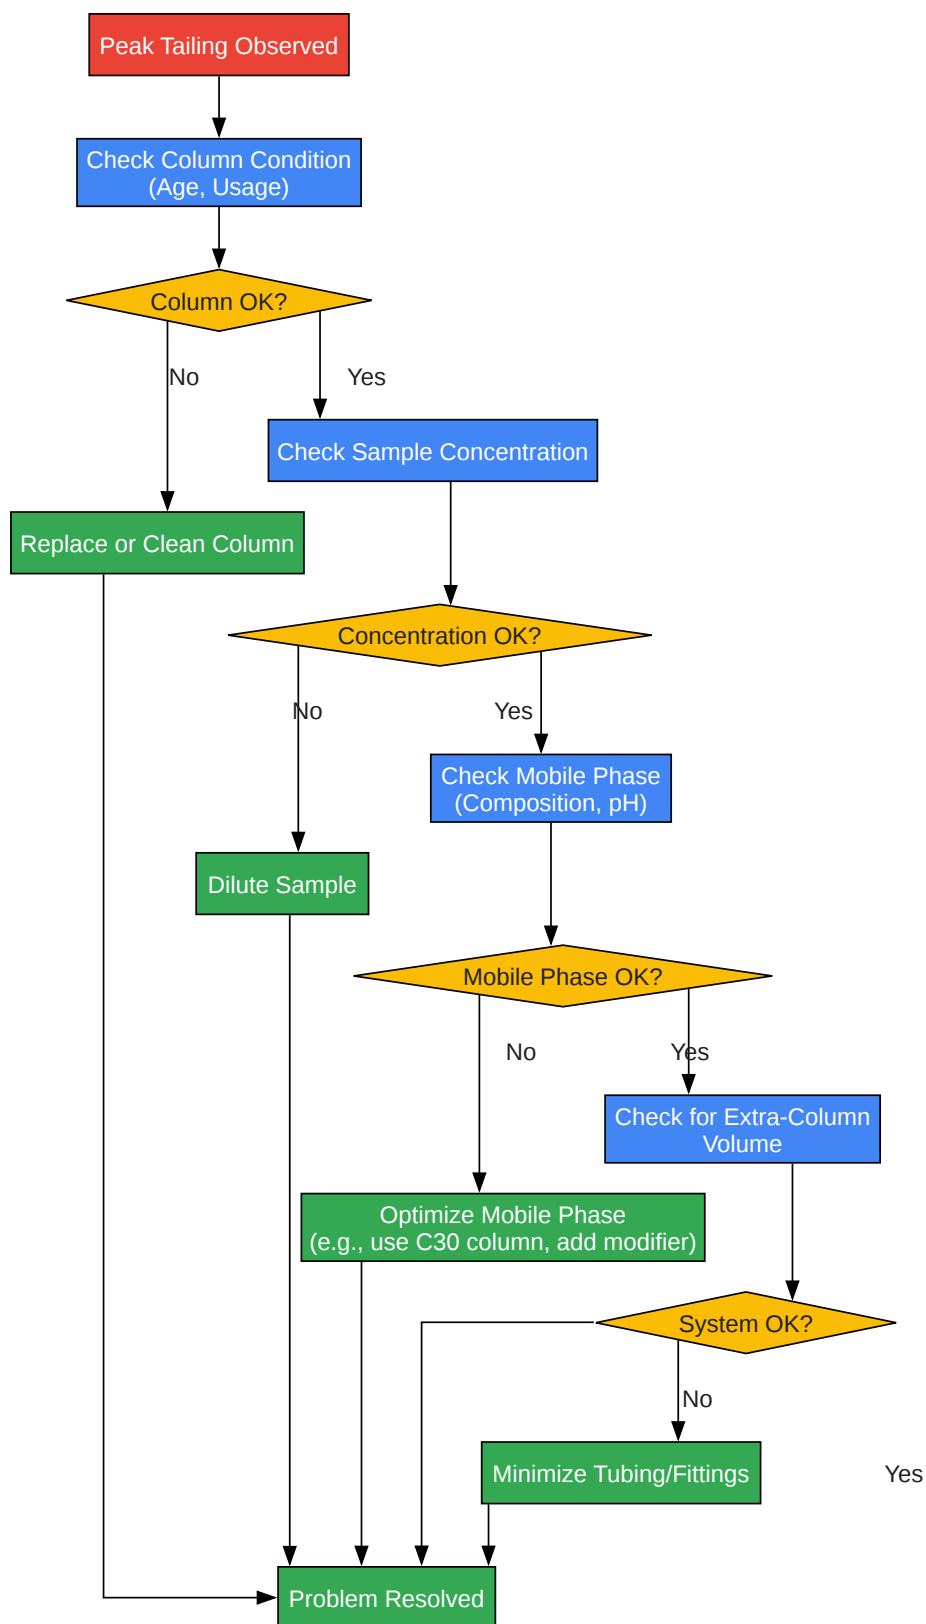 Peak Tailing Observed
Check Column Condition
(Age, Usage)
Column OK?
No
Yes
Check Sample Concentration
Replace or Clean Column
Concentration OK?
No
Yes
Check Mobile Phase
(Composition, pH)
Dilute Sample
Mobile Phase OK?
No
Yes
Check for Extra-Column
Volume
Optimize Mobile Phase
(e.g., use C30 column, add modifier)
System OK?
No
Minimize Tubing/Fittings
Yes
Problem Resolved